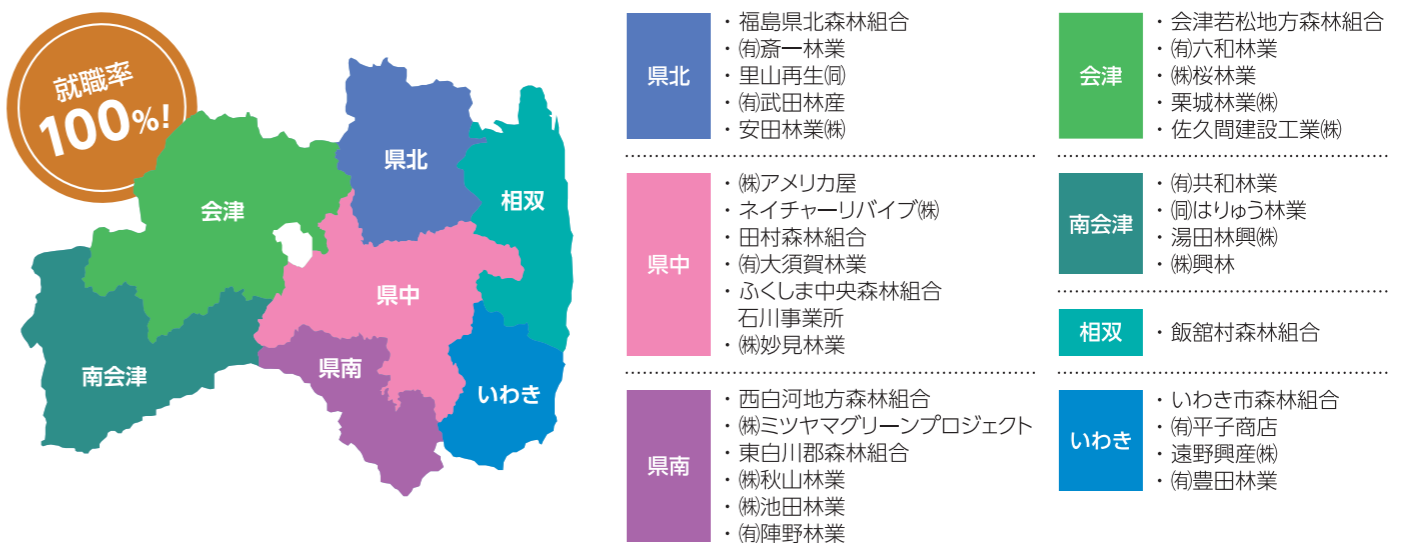 就職率
100%!
県北
会津
相双
県中
県南
南会津
いわき
県北
・福島県北森林組合
・㈲斎一林業
・里山再生㈿
・㈲武田林産
・安田林業㈱
県中
・㈱アメリカ屋
・ネイチャーリバイブ㈱
・田村森林組合
・㈲大須賀林業
・ふくしま中央森林組合
石川事業所
・㈱妙見林業
県南
・西白河地方森林組合
・㈱ミツヤマグリーンプロジェクト
・東白川郡森林組合
・㈱秋山林業
・㈱池田林業
・㈲陣野林業
会津
・会津若松地方森林組合
・㈲六和林業
・㈱桜林業
・栗城林業㈱
・佐久間建設工業㈱
南会津
・㈲共和林業
・(同)はりゅう林業
・湯田林興㈱
・㈱興林
相双
・飯舘村森林組合
いわき
・いわき市森林組合
・㈲平子商店
・遠野興産㈱
・㈲豊田林業